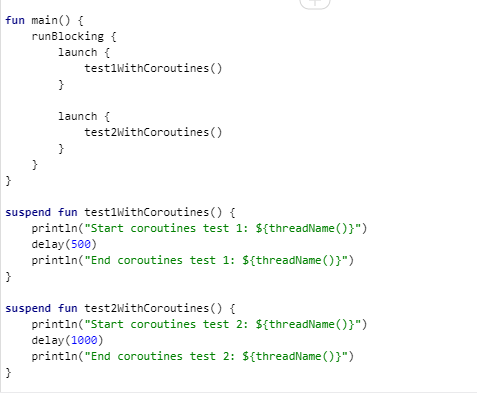 fun main() {
    runBlocking {
        launch {
            test1WithCoroutines()
        }

        launch {
            test2WithCoroutines()
        }
    }
}

suspend fun test1WithCoroutines() {
    println("Start coroutines test 1: ${threadName()}")
    delay(500)
    println("End coroutines test 1: ${threadName()}")
}

suspend fun test2WithCoroutines() {
    println("Start coroutines test 2: ${threadName()}")
    delay(1000)
    println("End coroutines test 2: ${threadName()}")
}